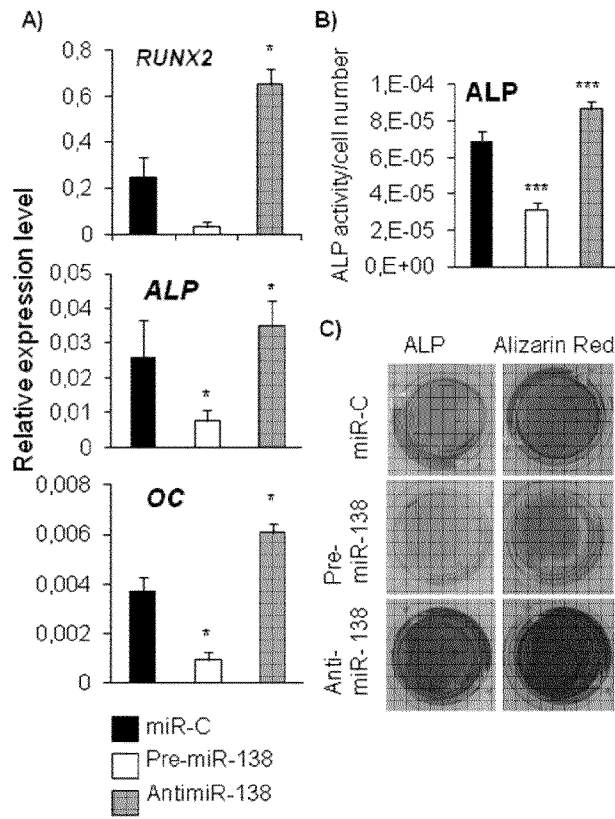 A)
RUNX2
0,8
*
0,6
0,4
0,2
0
Relative expression level
ALP
0,05
*
0,04
0,03
0,02
*
0,01
0
OC
0,008
*
0,006
0,004
*
0,002
0
miR-C
Pre-miR-138
AntimiR-138
B)
ALP
ALP activity/cell number
1,E-04
***
8,E-05
6,E-05
***
4,E-05
2,E-05
0,E+00
C)
ALP Alizarin Red
miR-C
Pre-
miR-138
Anti-
miR- 138